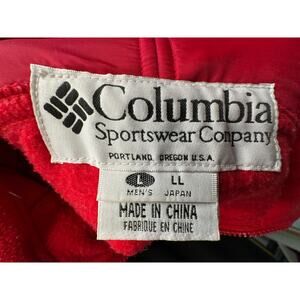 Columbia
Sportswear Company
PORTLAND, OREGON U.S.A.
L LL
MEN'S JAPAN
MADE IN CHINA
FABRIQUE EN CHINE